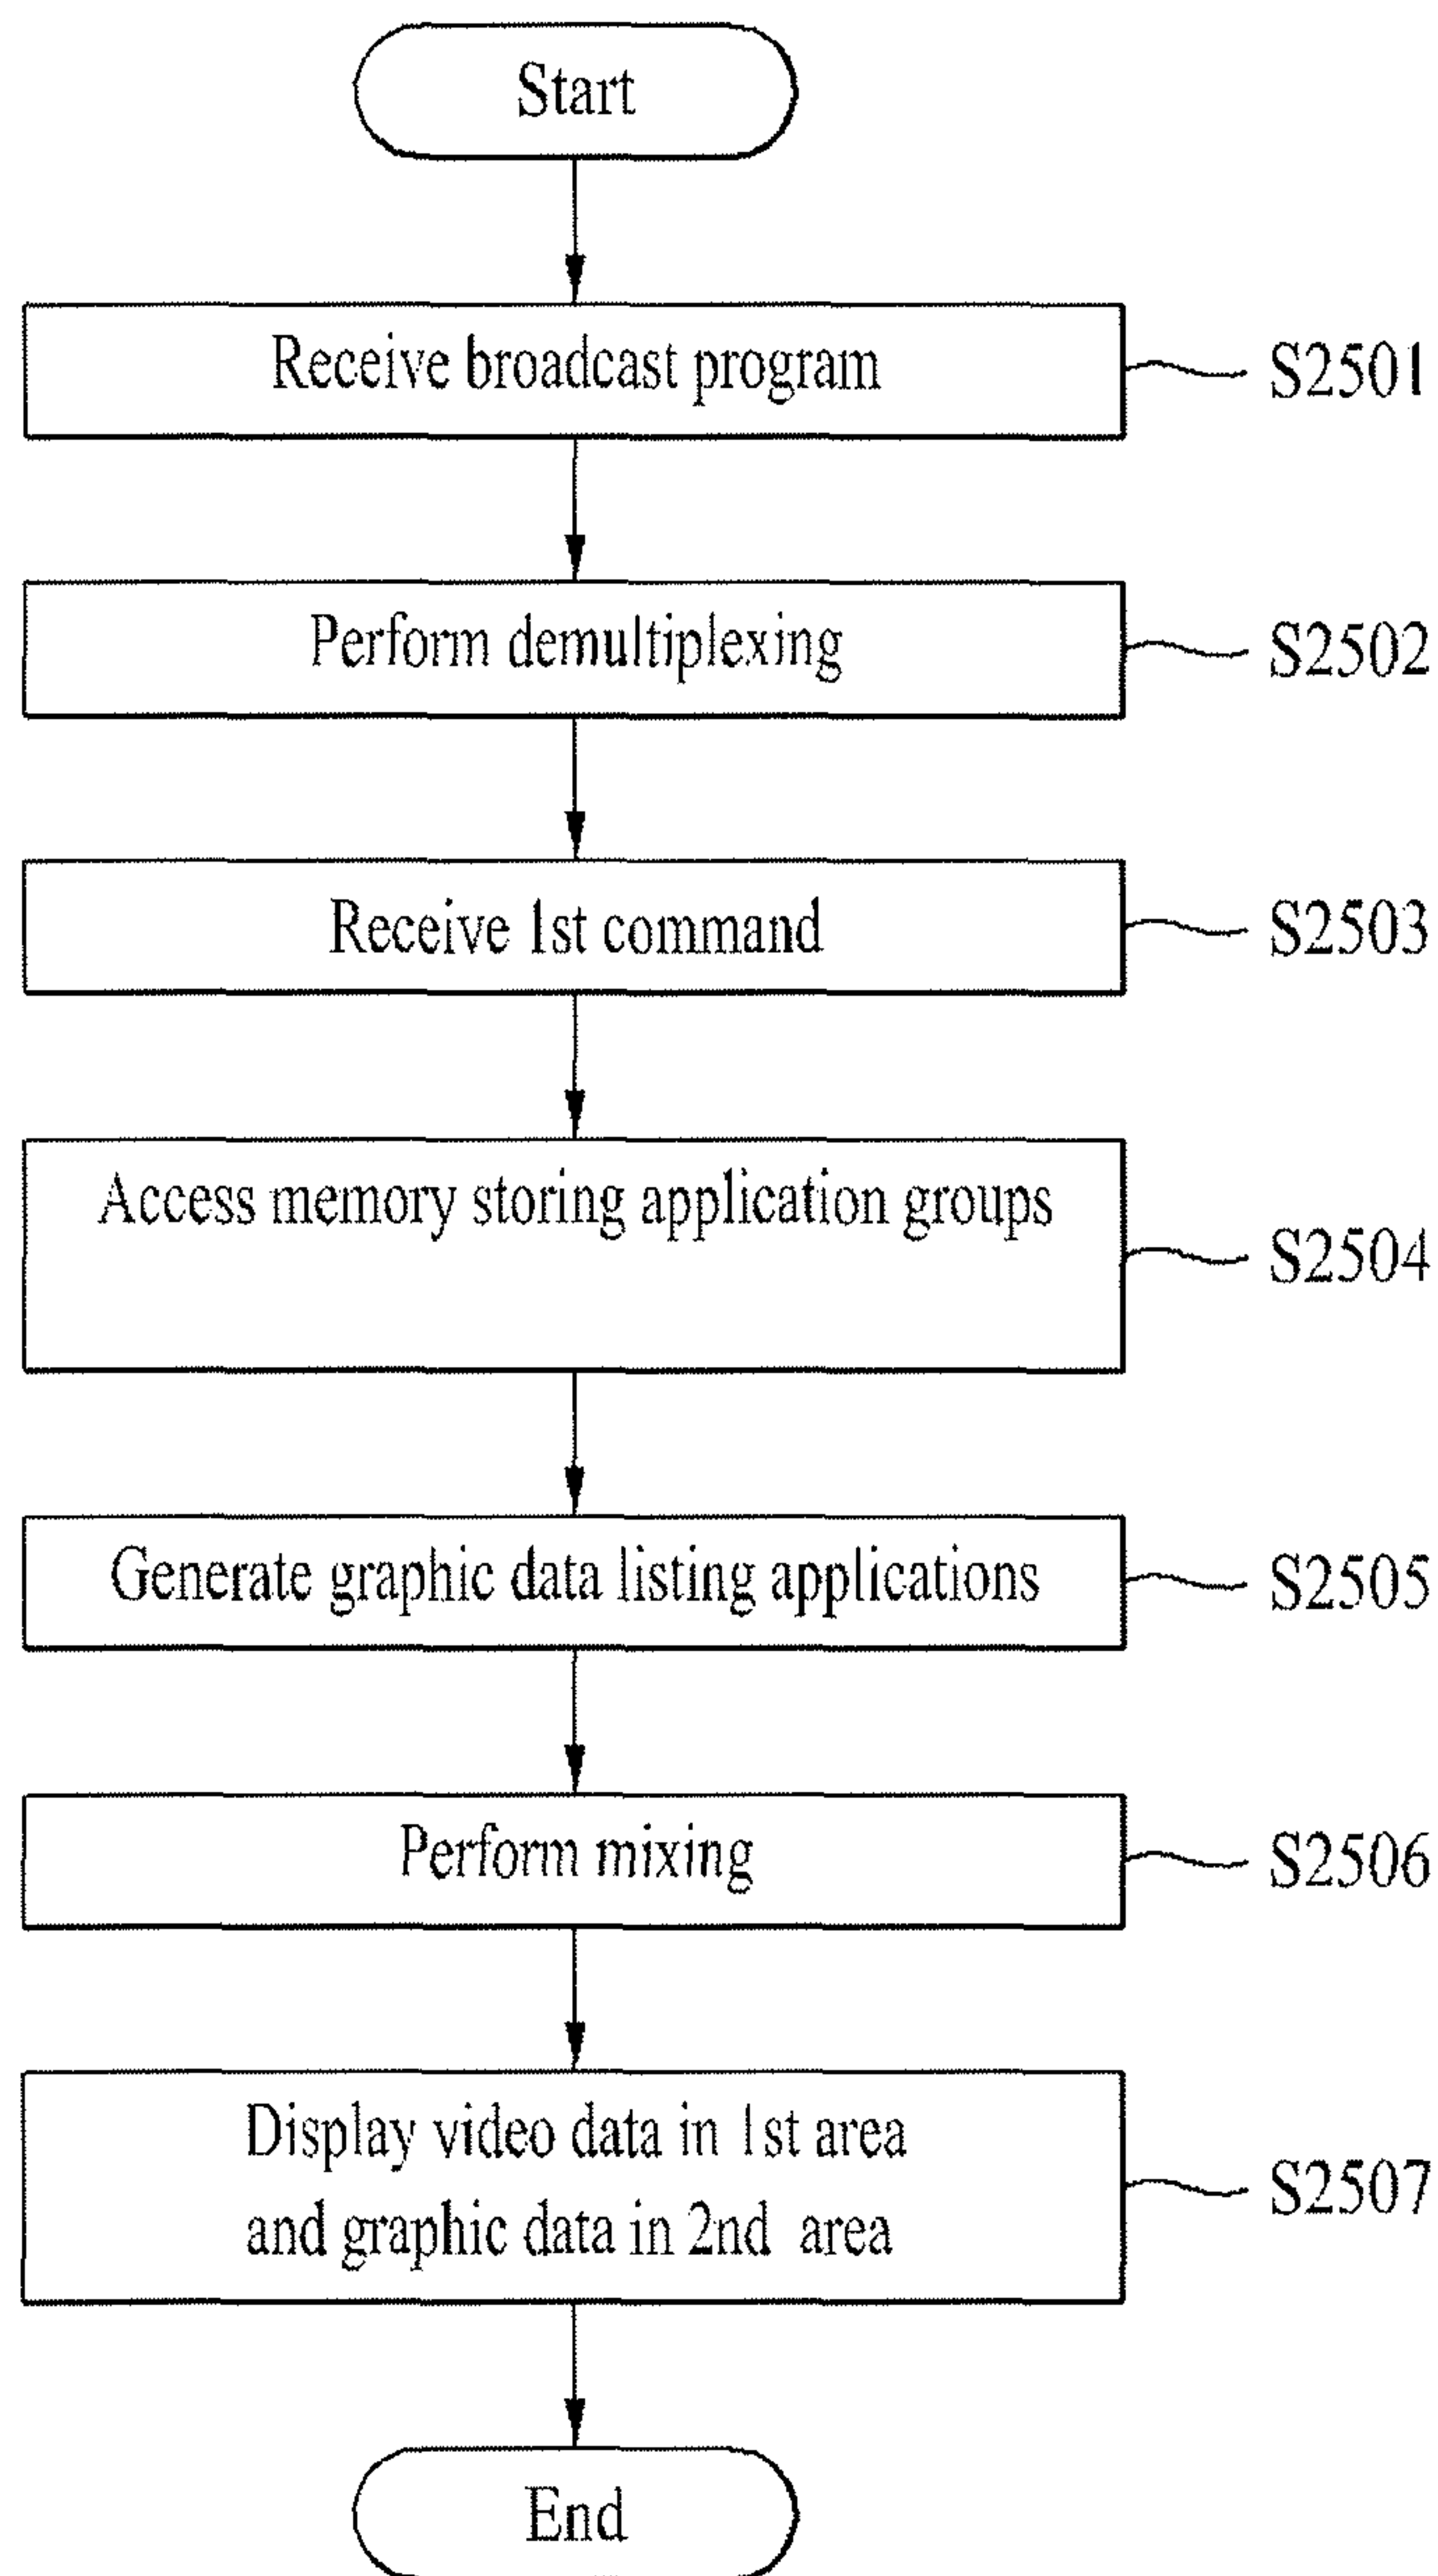 Start
Receive broadcast program
S2501
Perform demultiplexing
S2502
Receive 1st command
S2503
Access memory storing application groups
S2504
Generate graphic data listing applications
S2505
Perform mixing
S2506
Display video data in 1st area
and graphic data in 2nd area
S2507
End